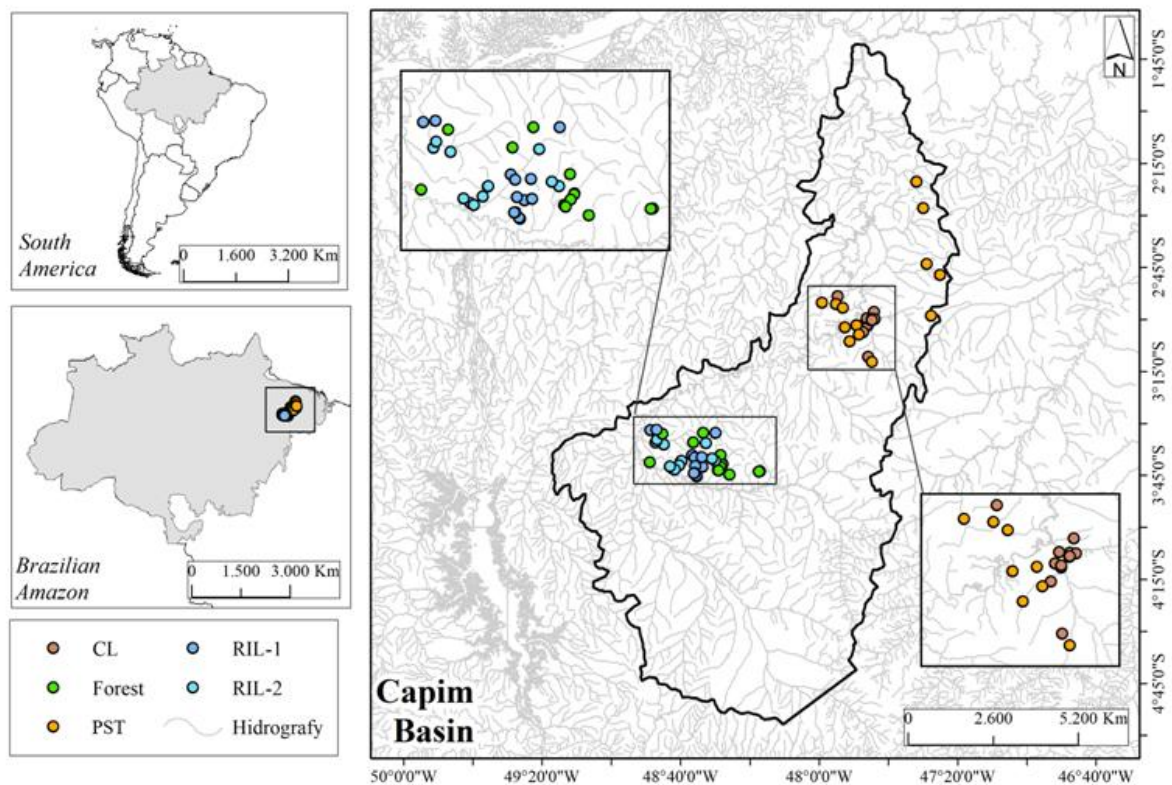 South
America
0 1.600 3.200 Km
Brazilian
Amazon
0 1.500 3.000 Km
CL
Forest
PST
RIL-1
RIL-2
Hidrografy
N
Capim
Basin
0 2.600 5.200 Km
1°45'0"S
2°15'0"S
2°45'0"S
3°15'0"S
3°45'0"S
4°15'0"S
4°45'0"S
50°0'0"W
49°20'0"W
48°40'0"W
48°0'0"W
47°20'0"W
46°40'0"W